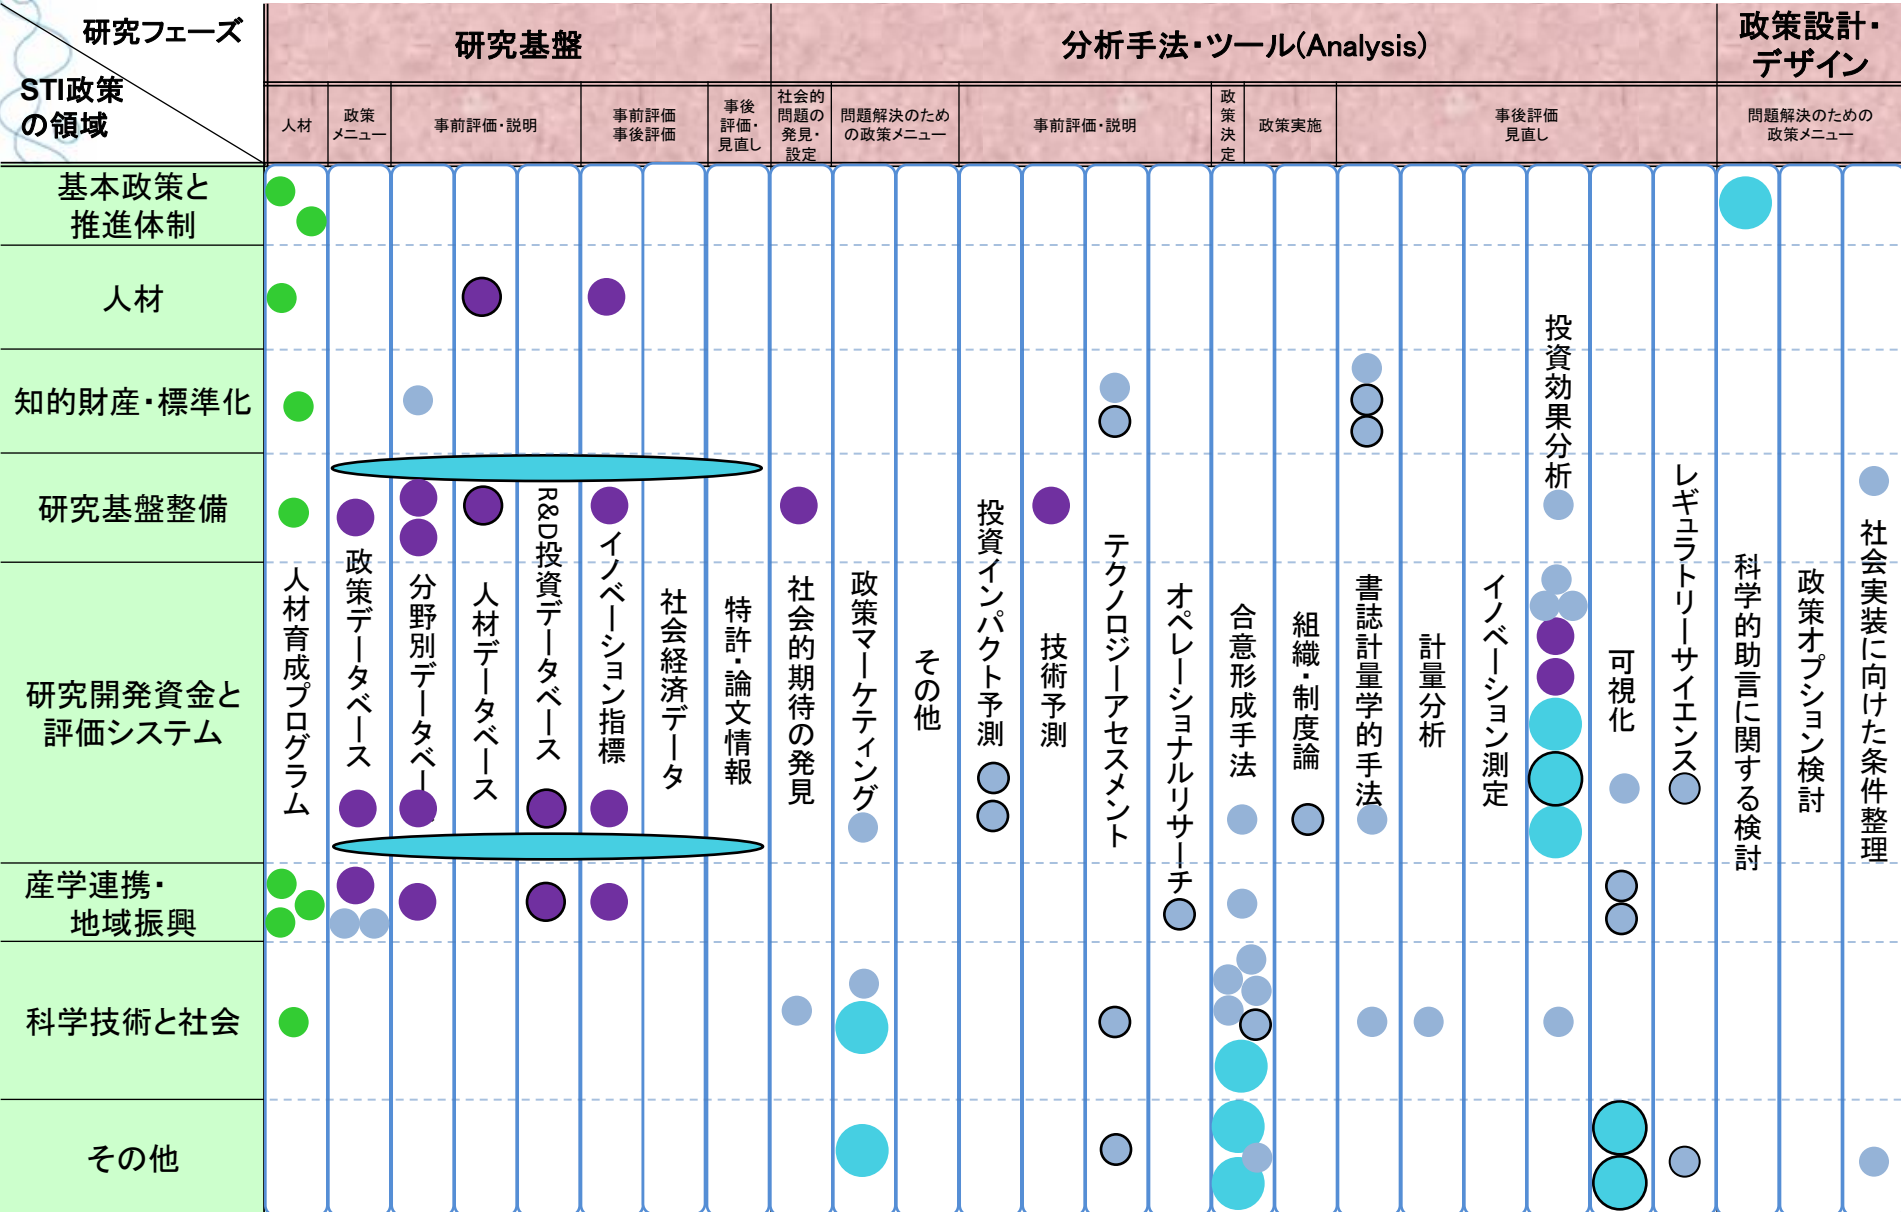 研究フェーズ
STI政策
の領域
研究基盤
分析手法・ツール(Analysis)
政策設計・
デザイン
人材
政策
メニュー
事前評価・説明
事前評価
事後評価
事後
評価・
見直し
社会的
問題の
発見・
設定
問題解決のため
の政策メニュー
事前評価・説明
政策決定
政策実施
事後評価
見直し
問題解決のための
政策メニュー
基本政策と
推進体制
人材
知的財産・標準化
研究基盤整備
研究開発資金と
評価システム
産学連携・
地域振興
科学技術と社会
その他
人材育成プログラム
政策データベース
分野別データベー
人材データベース
R&D投資データベース
イノベーション指標
社会経済データ
特許・論文情報
社会的期待の発見
政策マーケティング
その他
投資インパクト予測
技術予測
テクノロジーアセスメント
オペレーショナルリサーチ
合意形成手法
組織・制度論
書誌計量学的手法
計量分析
イノベーション測定
投資効果分析
可視化
レギュラトリーサイエンス
科学的助言に関する検討
政策オプション検討
社会実装に向けた条件整理